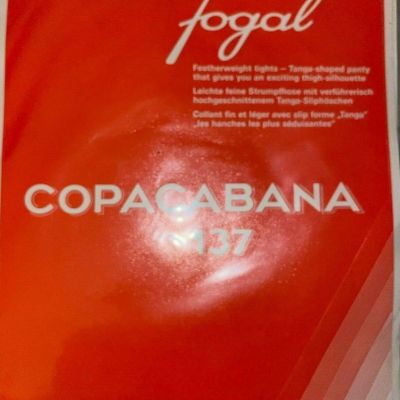 fogal
Featherweight tights – Tanga-shaped panty
that gives you an exciting thigh-silhouette
Leichte feine Strumpfhose mit verführerisch
hochgeschnittenem Tanga-Sliphöschen
Collant fin et léger avec slip forme „Tanga"
„les hanches les plus séduisantes"
COPACABANA
137